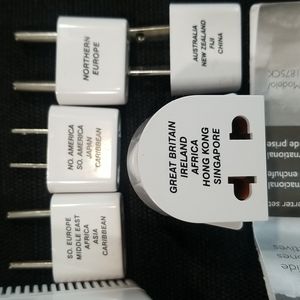 NORTHERN
EUROPE
AUSTRALIA
NEW ZEALAND
FIJI
CHINA
NO. AMERICA
SO. AMERICA
JAPAN
CARIBBEAN
GREAT BRITAIN
IRELAND
AFRICA
HONG KONG
SINGAPORE
SO. EUROPE
MIDDLE EAST
AFRICA
ASIA
CARIBBEAN